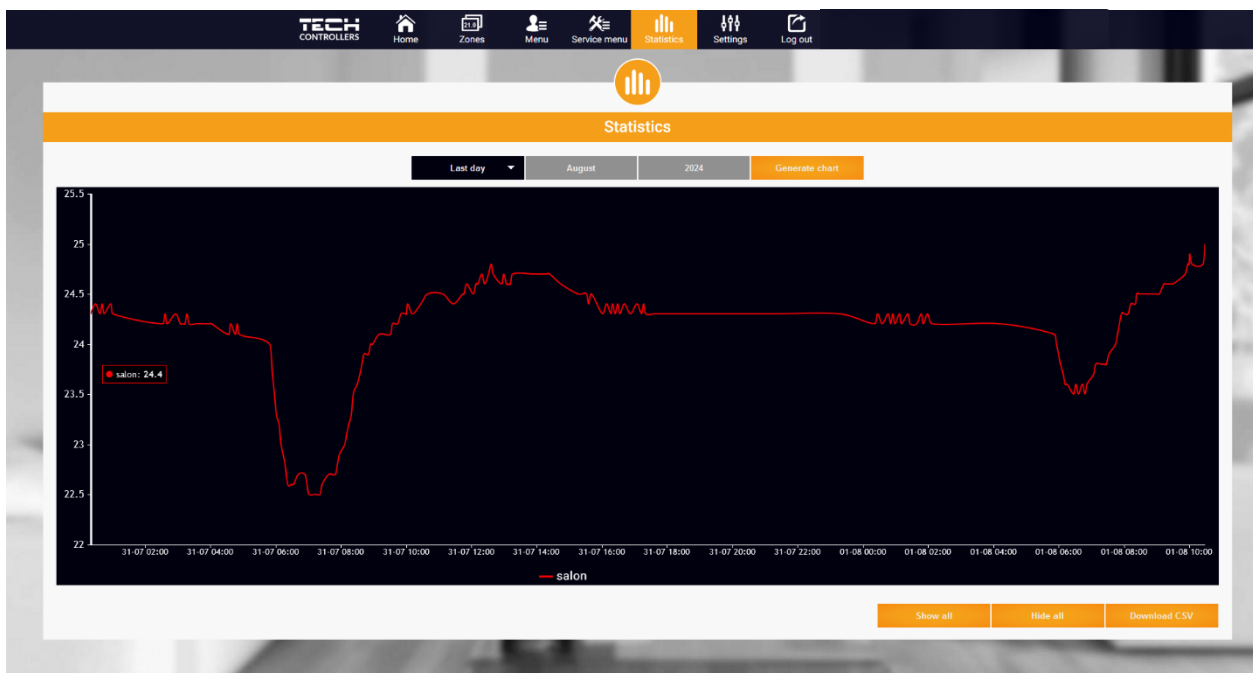 TECH
CONTROLLERS
Home
21.0
Zones
Menu
Service menu
Statistics
Settings
Log out
Statistics
Last day
August
2024
Generate chart
25.5
25
24.5
24
23.5
23
22.5
22
salon: 24.4
31-07 02:00 31-07 04:00 31-07 06:00 31-07 08:00 31-07 10:00 31-07 12:00 31-07 14:00 31-07 16:00 31-07 18:00 31-07 20:00 31-07 22:00 01-08 00:00 01-08 02:00 01-08 04:00 01-08 06:00 01-08 08:00 01-08 10:00
salon
Show all
Hide all
Download CSV